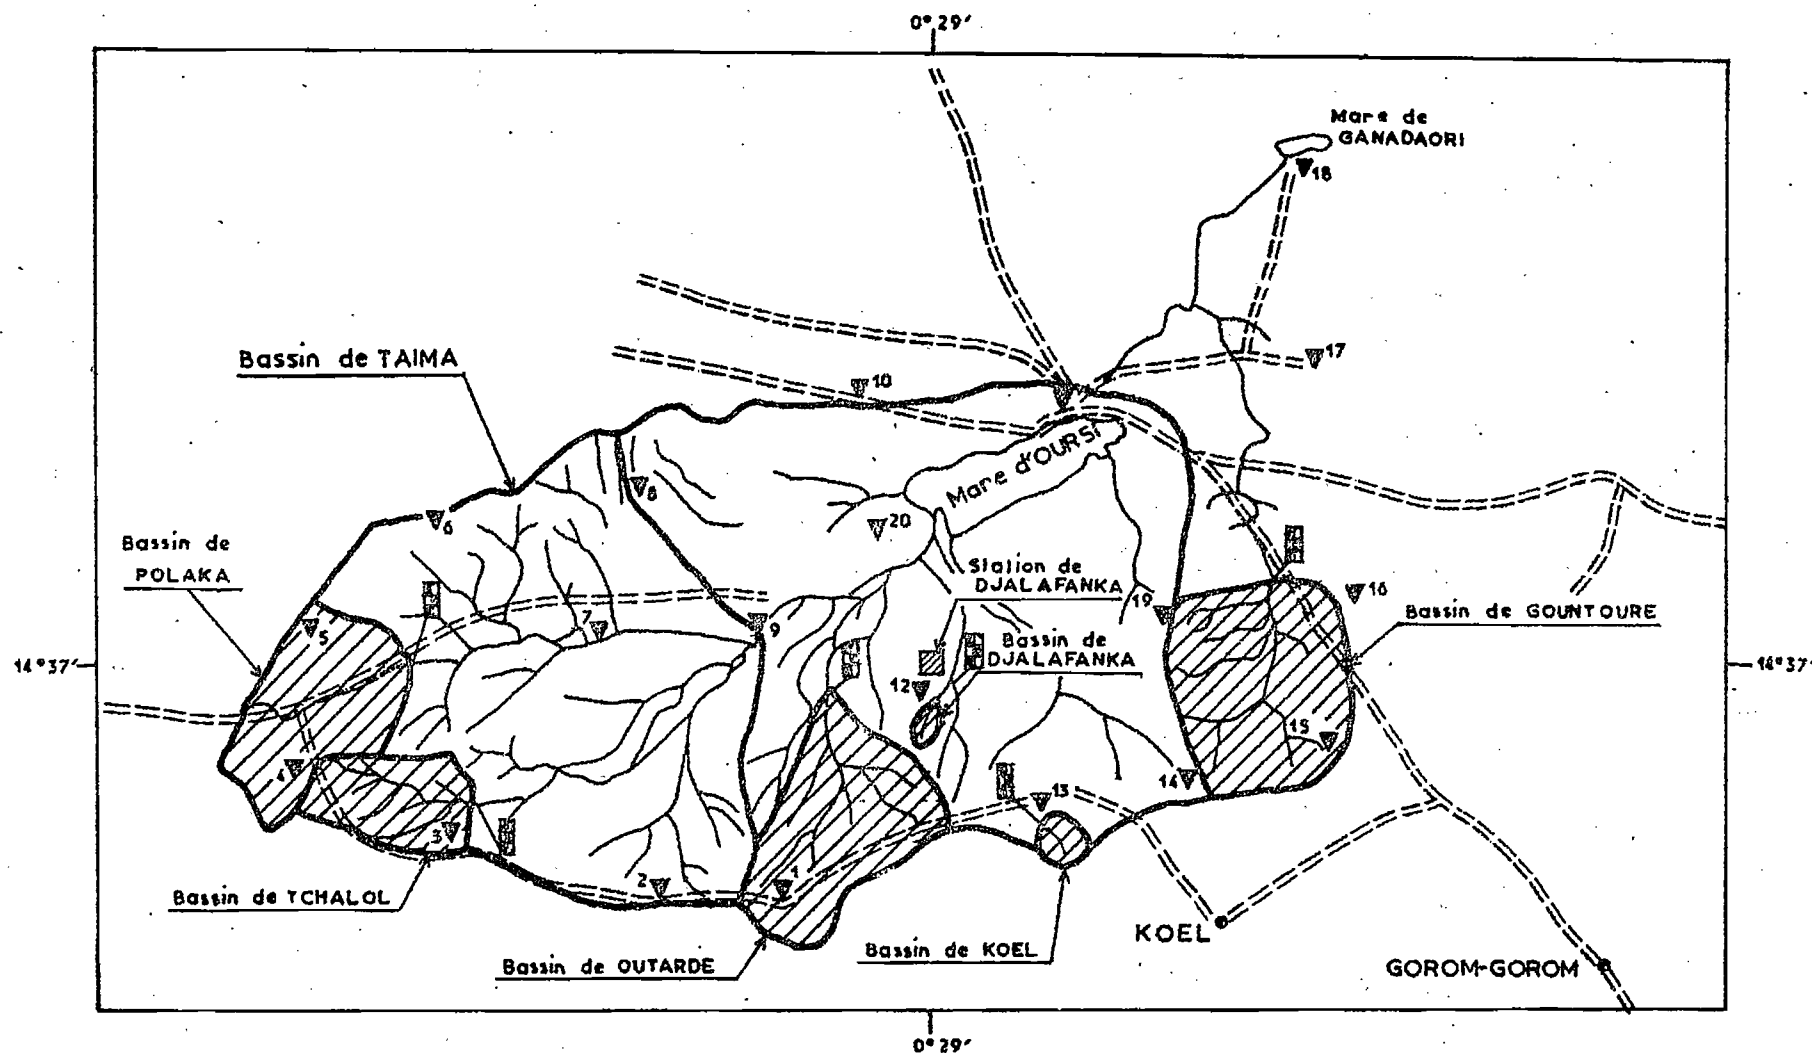 0° 29′
Mare de
GANADAORI
18
Bassin de TAIMA
17
10
Mare d'OURSI
8
6
20
Bassin de
POLAKA
Station de
DJALAFANKA
16
5
7
9
19
Bassin de GOUNTOURE
14°37′
Bassin de
DJALAFANKA
14°37′
12
15
4
14
13
3
2
1
Bassin de TCHALOL
KOEL
Bassin de KOEL
Bassin de OUTARDE
GOROM-GOROM
0° 29′